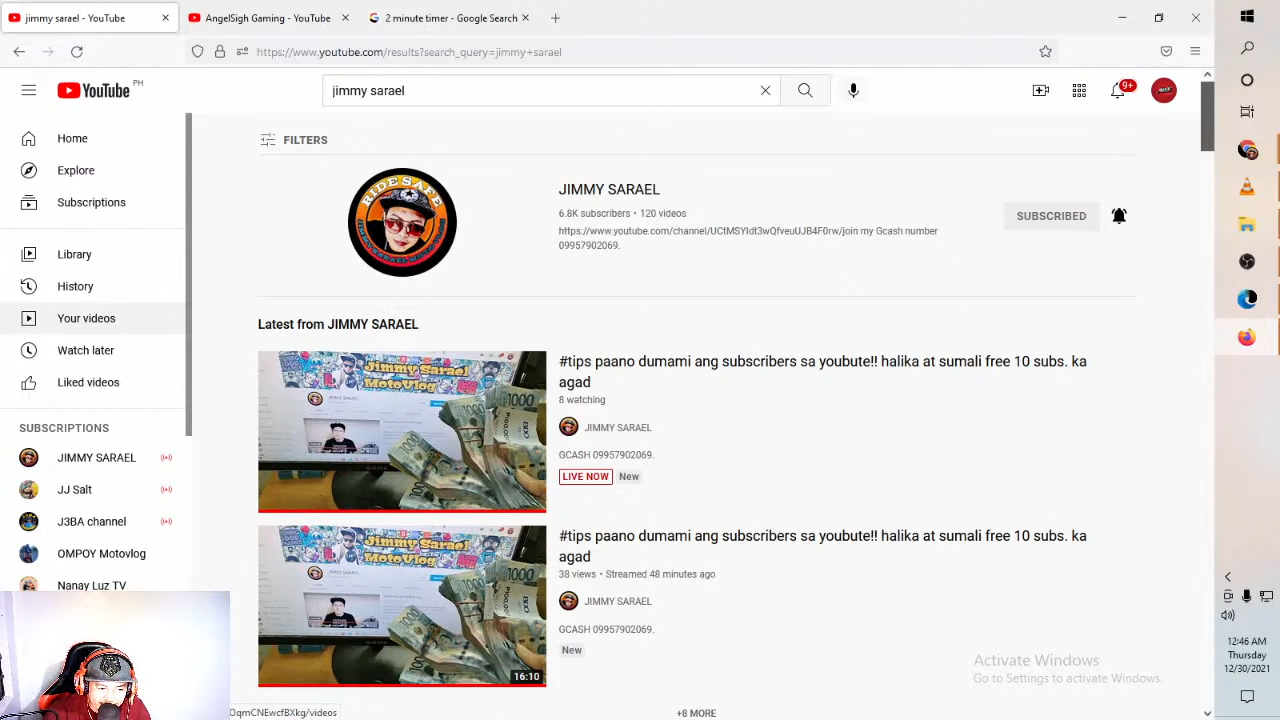 jimmy sarael - YouTube
AngelSigh Gaming - YouTube
2 minute timer - Google Search
https://www.youtube.com/results?search_query=jimmy+sarael
YouTube PH
jimmy sarael
9+
Home
Explore
Subscriptions
Library
History
Your videos
Watch later
Liked videos
SUBSCRIPTIONS
JIMMY SARAEL
JJ Salt
J3BA channel
OMPOY Motovlog
Nanay Luz TV
FILTERS
RIDE SAFE
JIMMY SARAEL
6.8K subscribers • 120 videos
https://www.youtube.com/channel/UCtMSYIdt3wQfveuUJB4F0rw/join my Gcash number
09957902069.
SUBSCRIBED
Latest from JIMMY SARAEL
Jimmy Sarael
MotoVlog
#tips paano dumami ang subscribers sa youbute!! halika at sumali free 10 subs. ka
agad
8 watching
JIMMY SARAEL
GCASH 09957902069.
LIVE NOW New
Jimmy Sarael
MotoVlog
16:10
#tips paano dumami ang subscribers sa youbute!! halika at sumali free 10 subs. ka
agad
38 views • Streamed 48 minutes ago
JIMMY SARAEL
GCASH 09957902069.
New
+8 MORE
Activate Windows
Go to Settings to activate Windows.
OqmCNEwcfBXkg/videos
12:46 AM
Thursday
12/30/2021